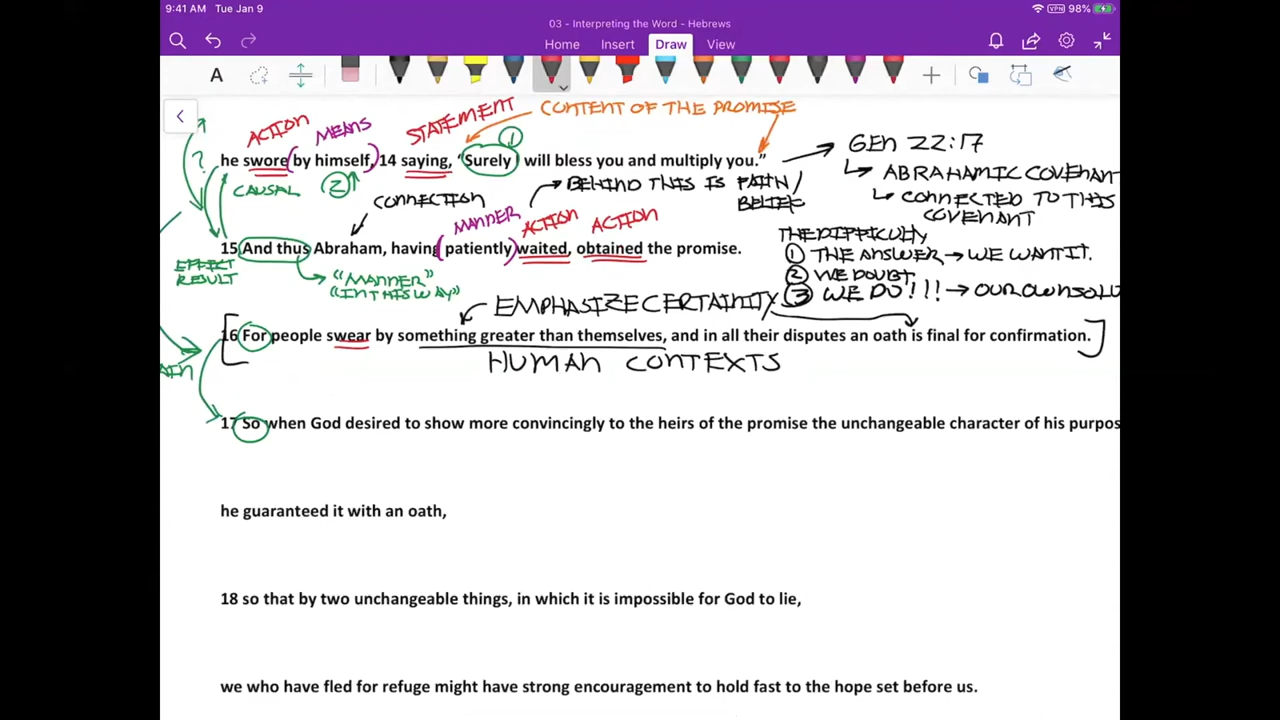 9:41 AM Tue Jan 9
VPN 98%
03 - Interpreting the Word - Hebrews
Home Insert Draw View
A
CONTENT OF THE PROMISE
ACTION MEANS STATEMENT
1
GEN 22:17
? he swore (by himself,) 14 saying, “Surely I will bless you and multiply you.”
ABRAHAMIC COVENANT
CAUSAL 2 BEHIND THIS IS FAITH/
BELIEF
CONNECTION
CONNECTED TO THIS
COVENANT
MANNER ACTION ACTION
THE DIFFICULTY
15 And thus Abraham, having (patiently) waited, obtained the promise.
1 THE ANSWER → WE WANT IT.
EFFECT
RESULT
"MANNER"
"IN THIS WAY"
2 WE DOUBT
3 WE DO!!! → OUR OWN SOLU
EMPHASIZE CERTAINITY
[16 For people swear by something greater than themselves, and in all their disputes an oath is final for confirmation.]
HUMAN CONTEXTS
17 So when God desired to show more convincingly to the heirs of the promise the unchangeable character of his purpos
he guaranteed it with an oath,
18 so that by two unchangeable things, in which it is impossible for God to lie,
we who have fled for refuge might have strong encouragement to hold fast to the hope set before us.